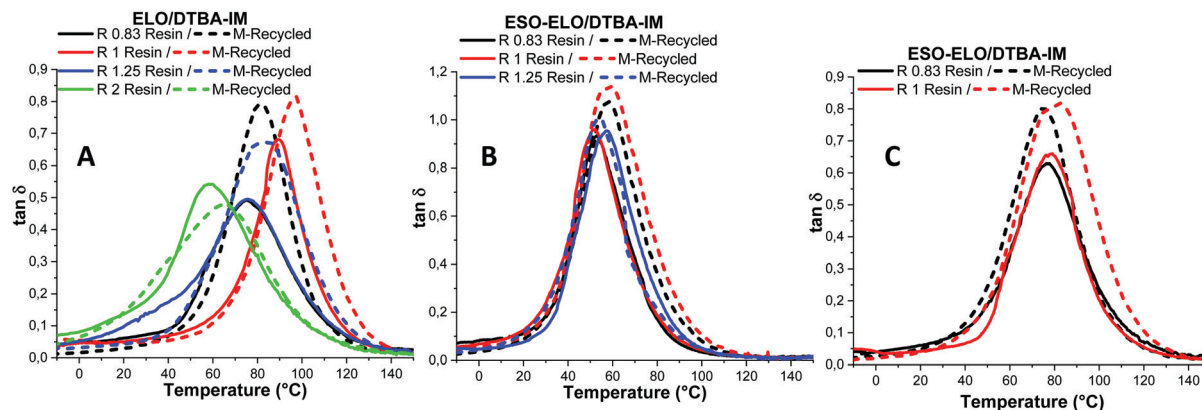 ELO/DTBA-IM
R 0.83 Resin / M-Recycled
R 1 Resin / M-Recycled
R 1.25 Resin / M-Recycled
R 2 Resin / M-Recycled
0,9
0,8
0,7
0,6
0,5
0,4
0,3
0,2
0,1
0,0
tan δ
A
0 20 40 60 80 100 120 140
Temperature (°C)
ESO-ELO/DTBA-IM
R 0.83 Resin / M-Recycled
R 1 Resin / M-Recycled
R 1.25 Resin / M-Recycled
1,2
1,0
0,8
0,6
0,4
0,2
0,0
tan δ
B
0 20 40 60 80 100 120 140
Temperature (°C)
ESO-ELO/DTBA-IM
R 0.83 Resin / M-Recycled
R 1 Resin / M-Recycled
0,9
0,8
0,7
0,6
0,5
0,4
0,3
0,2
0,1
0,0
tan δ
C
0 20 40 60 80 100 120 140
Temperature (°C)